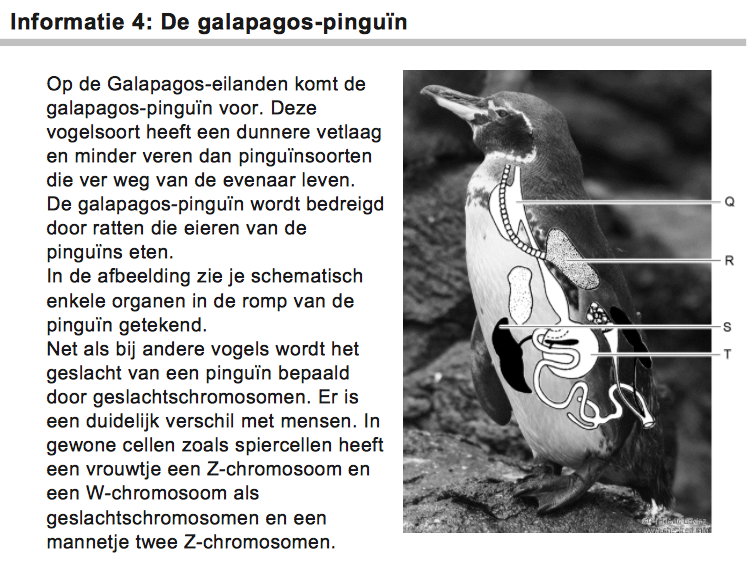 Informatie 4: De galapagos-pinguïn
Op de Galapagos-eilanden komt de
galapagos-pinguïn voor. Deze
vogelsoort heeft een dunnere vetlaag
en minder veren dan pinguïnsoorten
die ver weg van de evenaar leven.
De galapagos-pinguïn wordt bedreigd
door ratten die eieren van de
pinguïns eten.
In de afbeelding zie je schematisch
enkele organen in de romp van de
pinguïn getekend.
Net als bij andere vogels wordt het
geslacht van een pinguïn bepaald
door geslachtschromosomen. Er is
een duidelijk verschil met mensen. In
gewone cellen zoals spiercellen heeft
een vrouwtje een Z-chromosoom en
een W-chromosoom als
geslachtschromosomen en een
mannetje twee Z-chromosomen.
Q
R
S
T